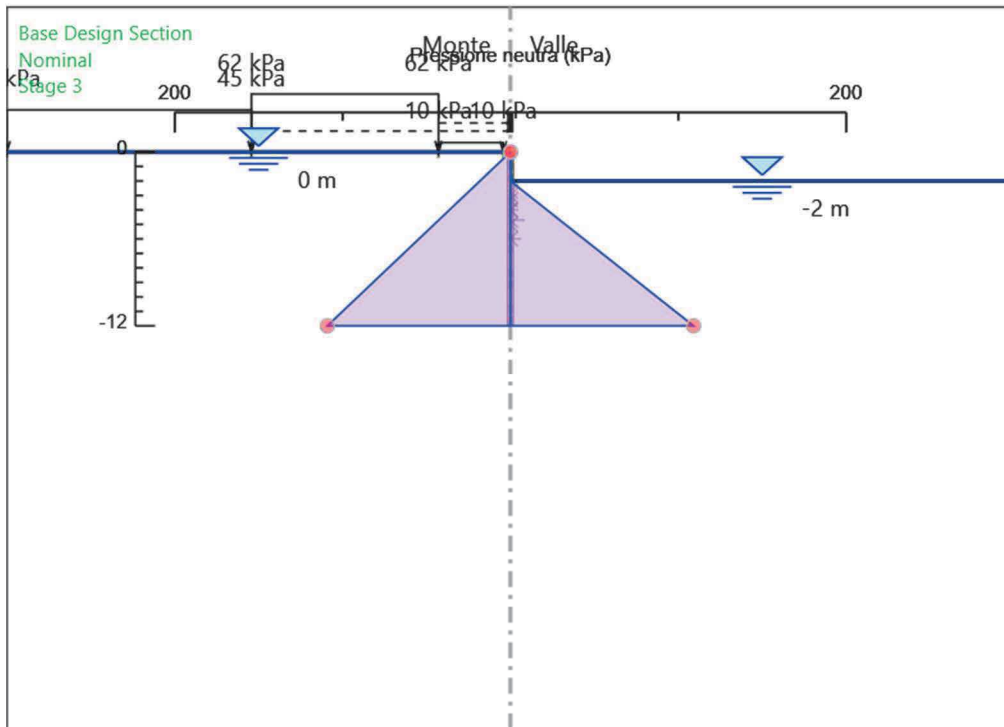 Base Design Section
Nominal
Stage 3
Monte Valle
Pressione neutra (kPa)
kPa
62 kPa
45 kPa
62 kPa
200
200
10 kPa
10 kPa
0
0 m
-2 m
-12